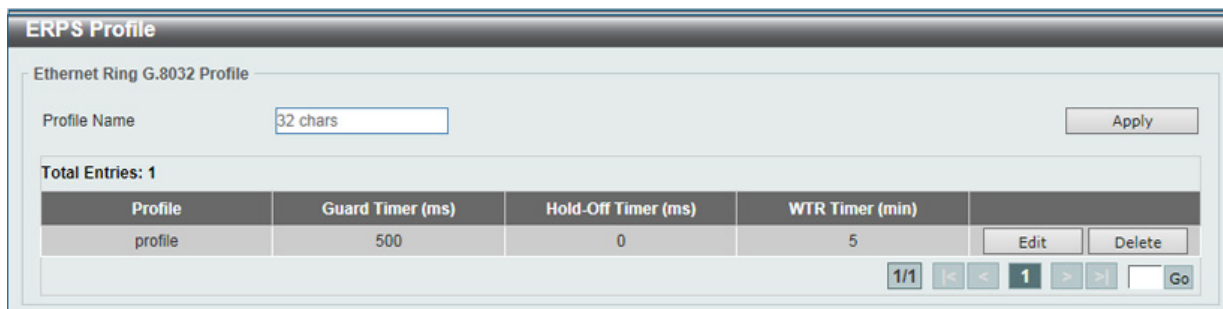 ERPS Profile
Ethernet Ring G.8032 Profile
Profile Name 32 chars Apply
Total Entries: 1
Profile Guard Timer (ms) Hold-Off Timer (ms) WTR Timer (min)
profile 500 0 5 Edit Delete
1/1 |< < 1 > >| Go